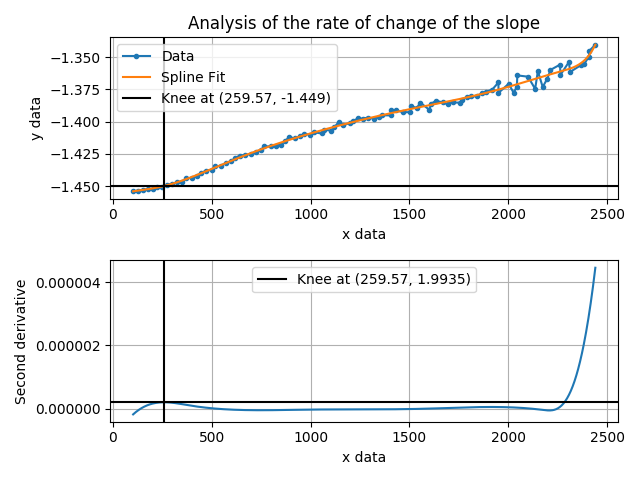 Analysis of the rate of change of the slope
y data
−1.350
−1.375
−1.400
−1.425
−1.450
Data
Spline Fit
Knee at (259.57, -1.449)
0 500 1000 1500 2000 2500
x data
Second derivative
0.000004
0.000002
0.000000
Knee at (259.57, 1.9935)
0 500 1000 1500 2000 2500
x data